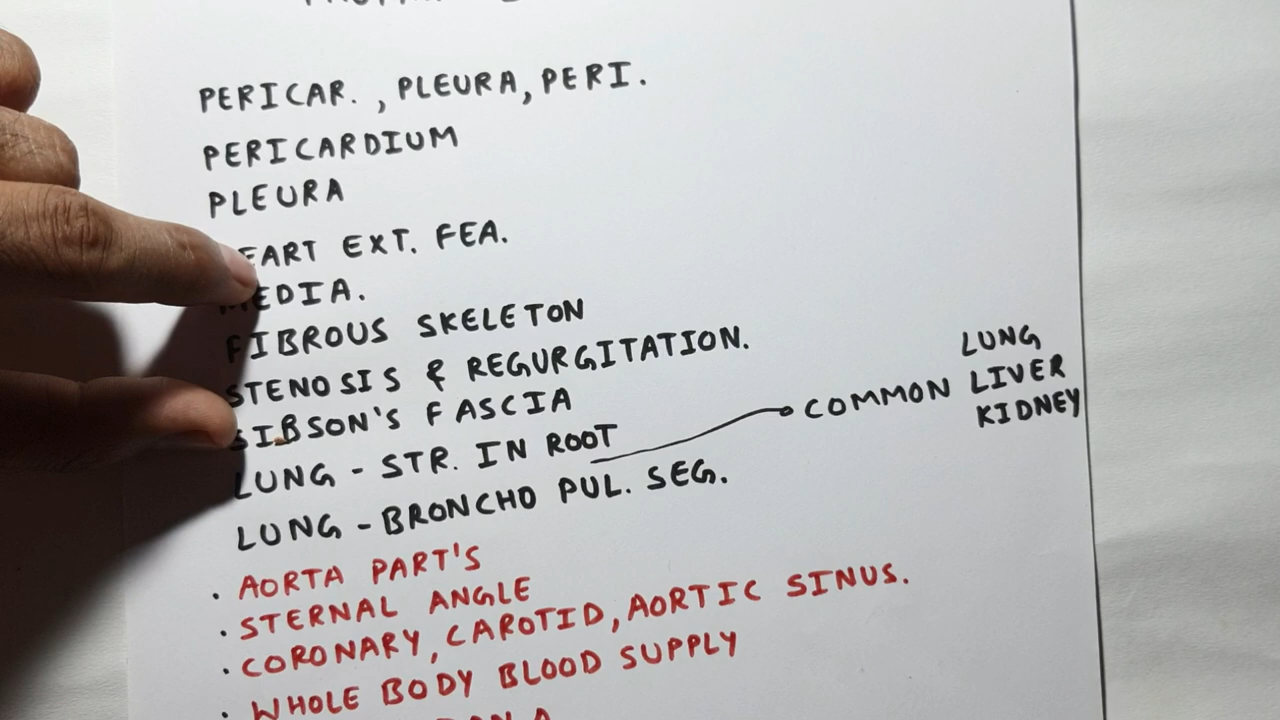 PERICAR. , PLEURA, PERI.
PERICARDIUM
PLEURA
EART EXT. FEA.
MEDIA.
FIBROUS SKELETON
STENOSIS & REGURGITATION.
SIBSON'S FASCIA
LUNG - STR. IN ROOT
COMMON
LUNG
LIVER
KIDNEY
LUNG - BRONCHO PUL. SEG.
. AORTA PART'S
. STERNAL ANGLE
. CORONARY, CAROTID, AORTIC SINUS.
. WHOLE BODY BLOOD SUPPLY